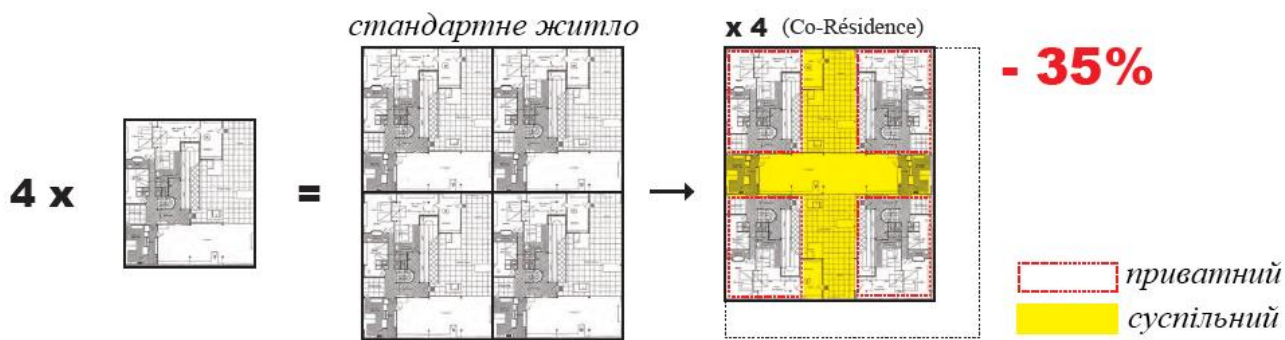 стандартне житло
x 4 (Co-Résidence)
- 35%
4 x
=
→
приватний
суспільний